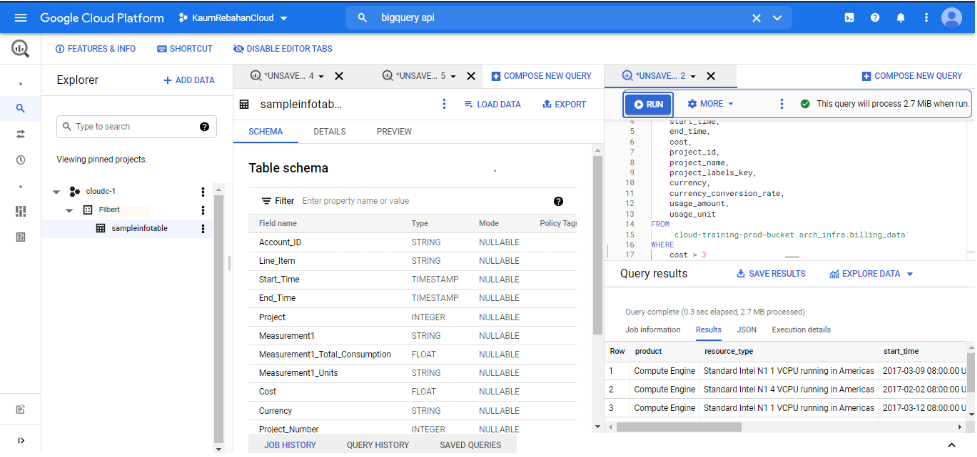 Google Cloud Platform KaumRebahanCloud bigquery api
FEATURES & INFO SHORTCUT DISABLE EDITOR TABS
Explorer + ADD DATA
Type to search
Viewing pinned projects.
cloudc-1
Filbert
sampleinfotable
*UNSAVE... 4 *UNSAVE... 5 COMPOSE NEW QUERY
sampleinfotab... LOAD DATA EXPORT
SCHEMA DETAILS PREVIEW
Table schema
Filter Enter property name or value
Field name Type Mode Policy Tags
Account_ID STRING NULLABLE
Line_Item STRING NULLABLE
Start_Time TIMESTAMP NULLABLE
End_Time TIMESTAMP NULLABLE
Project INTEGER NULLABLE
Measurement1 STRING NULLABLE
Measurement1_Total_Consumption FLOAT NULLABLE
Measurement1_Units STRING NULLABLE
Cost FLOAT NULLABLE
Currency STRING NULLABLE
Project_Number INTEGER NULLABLE
JOB HISTORY QUERY HISTORY SAVED QUERIES
*UNSAVE... 2 COMPOSE NEW QUERY
RUN MORE This query will process 2.7 MiB when run.
4 start_time,
5 end_time,
6 cost,
7 project_id,
8 project_name,
9 project_labels_key,
10 currency,
11 currency_conversion_rate,
12 usage_amount,
13 usage_unit
14 FROM
15 `cloud-training-prod-bucket.arch_infra.billing_data`
16 WHERE
17 cost > 3
Query results SAVE RESULTS EXPLORE DATA
Query complete (0.3 sec elapsed, 2.7 MB processed)
Job information Results JSON Execution details
Row product resource_type start_time
1 Compute Engine Standard Intel N1 1 VCPU running in Americas 2017-03-09 08:00:00 U
2 Compute Engine Standard Intel N1 4 VCPU running in Americas 2017-02-02 08:00:00 U
3 Compute Engine Standard Intel N1 1 VCPU running in Americas 2017-03-12 08:00:00 U